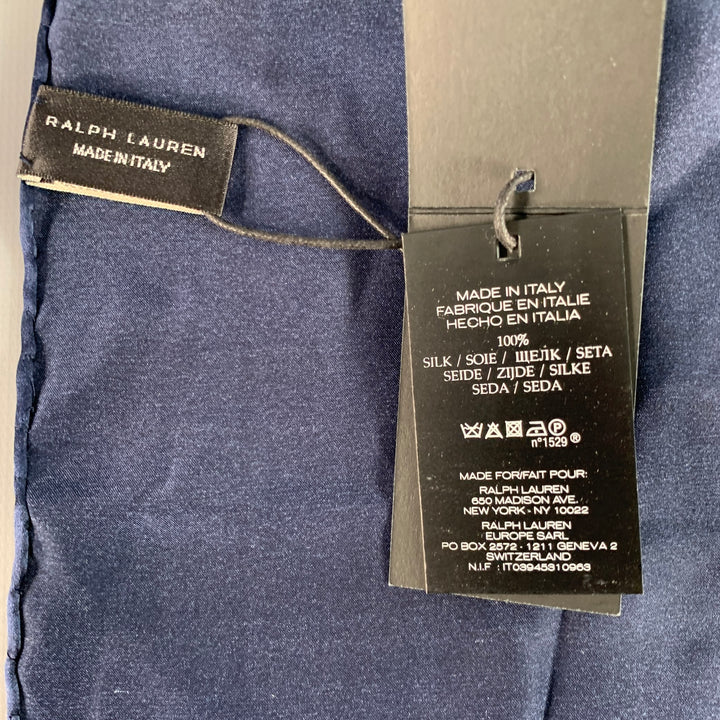 RALPH LAUREN
MADE IN ITALY
MADE IN ITALY
FABRIQUE EN ITALIE
HECHO EN ITALIA
100%
SILK / SOIE / ЩЕЛК / SETA
SEIDE / ZIJDE / SILKE
SEDA / SEDA
P
n°1529 ®
MADE FOR/FAIT POUR:
RALPH LAUREN
650 MADISON AVE.
NEW YORK - NY 10022
RALPH LAUREN
EUROPE SARL
PO BOX 2572 - 1211 GENEVA 2
SWITZERLAND
N.I.F : IT03945310963